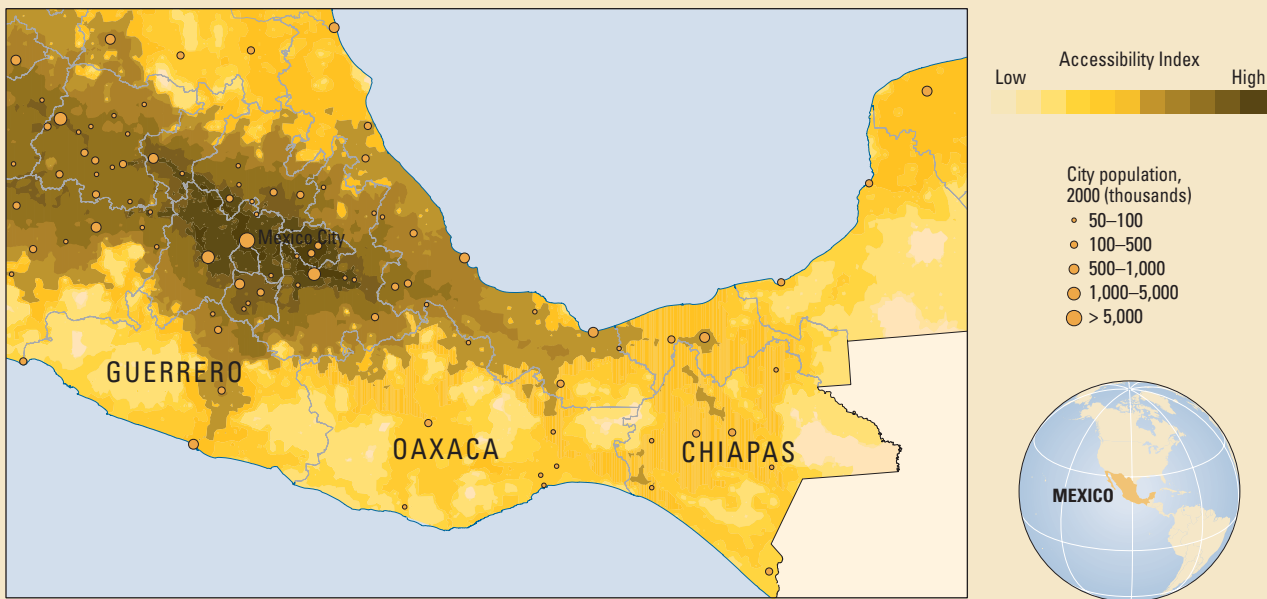 Accessibility Index
Low High
City population,
2000 (thousands)
50–100
100–500
500–1,000
1,000–5,000
> 5,000
Mexico City
GUERRERO
OAXACA
CHIAPAS
MEXICO